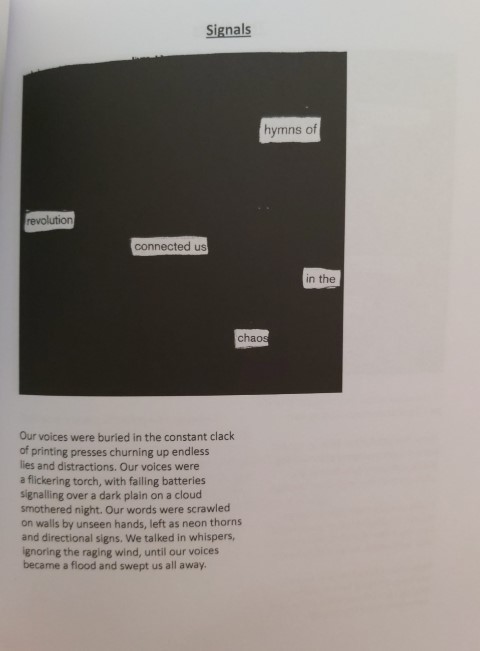 Signals
hymns of
revolution
connected us
in the
chaos
Our voices were buried in the constant clack
of printing presses churning up endless
lies and distractions. Our voices were
a flickering torch, with failing batteries
signalling over a dark plain on a cloud
smothered night. Our words were scrawled
on walls by unseen hands, left as neon thorns
and directional signs. We talked in whispers,
ignoring the raging wind, until our voices
became a flood and swept us all away.